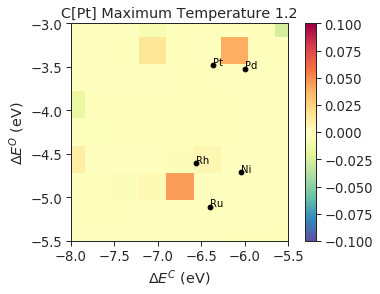 C[Pt] Maximum Temperature 1.2
−3.0
−3.5
−4.0
−4.5
−5.0
−5.5
ΔE^O (eV)
Pt
Pd
Rh
Ni
Ru
−8.0 −7.5 −7.0 −6.5 −6.0 −5.5
ΔE^C (eV)
0.100
0.075
0.050
0.025
0.000
−0.025
−0.050
−0.075
−0.100